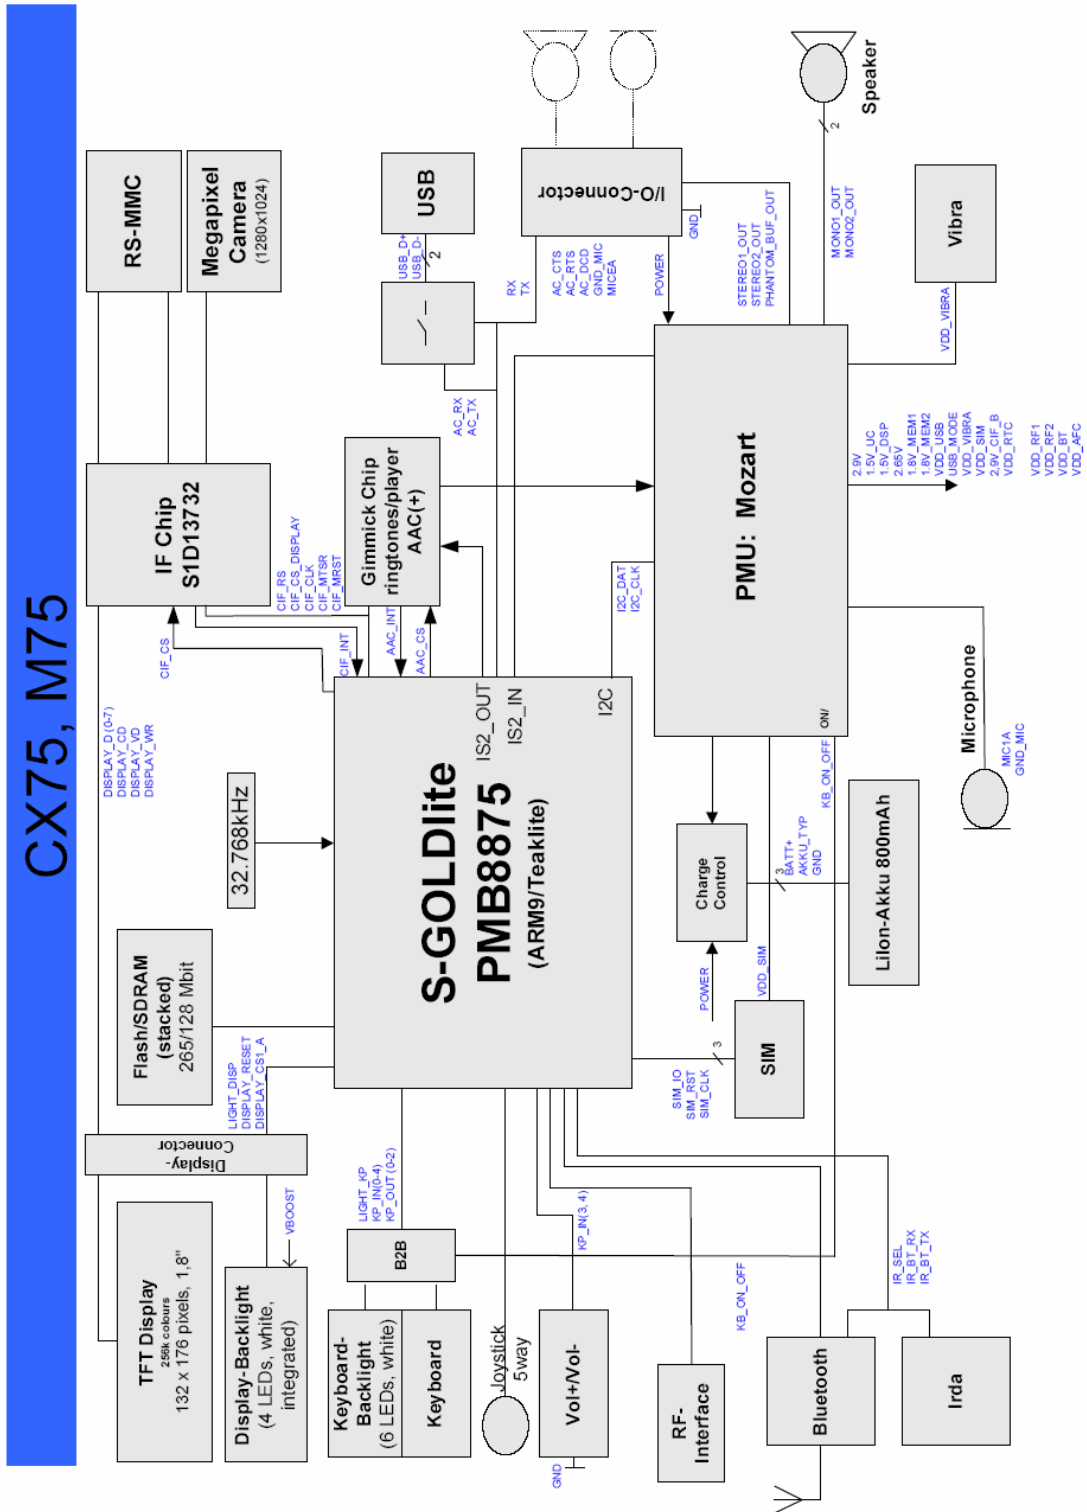 CX75, M75
TFT Display
256k colours
132 x 176 pixels, 1,8"
Display-Backlight
(4 LEDs, white,
integrated)
VBOOST
Display-
Connector
LIGHT_DISP
DISPLAY_RESET
DISPLAY_CS1_A
Flash/SDRAM
(stacked)
265/128 Mbit
32.768kHz
DISPLAY_D (0-7)
DISPLAY_CD
DISPLAY_VD
DISPLAY_WR
CIF_CS
IF Chip
S1D13732
CIF_RS
CIF_CS_DISPLAY
CIF_CLK
CIF_MTSR
CIF_MRST
CIF_INT
RS-MMC
Megapixel
Camera
(1280x1024)
Keyboard-
Backlight
(6 LEDs, white)
Keyboard
B2B
LIGHT_KP
KP_IN(0-4)
KP_OUT (0-2)
Joystick
5way
Vol+/Vol-
GND
KP_IN(3, 4)
S-GOLDlite
PMB8875
(ARM9/Teaklite)
IS2_OUT
IS2_IN
I2C
AAC_INT
AAC_CS
Gimmick Chip
ringtones/player
AAC(+)
AC_RX
AC_TX
USB_D+
USB_D-
2
USB
RX
TX
AC_CTS
AC_RTS
AC_DCD
GND_MIC
MICEA
I/O-Connector
GND
POWER
STEREO1_OUT
STEREO2_OUT
PHANTOM_BUF_OUT
I2C_DAT
I2C_CLK
RF-
Interface
KB_ON_OFF
SIM_IO
SIM_RST
SIM_CLK
3
SIM
VDD_SIM
POWER
Charge
Control
3
BATT+
AKKU_TYP
GND
LiIon-Akku 800mAh
KB_ON_OFF
ON/
PMU: Mozart
MONO1_OUT
MONO2_OUT
2
Speaker
VDD_VIBRA
Vibra
2.9V
1.5V_UC
1.5V_DSP
2.65V
1.8V_MEM1
1.8V_MEM2
VDD_USB
USB_MODE
VDD_VIBRA
VDD_SIM
2,9V_CIF_B
VDD_RTC
VDD_RF1
VDD_RF2
VDD_BT
VDD_AFC
Microphone
MIC1A
GND_MIC
Bluetooth
IR_SEL
IR_BT_RX
IR_BT_TX
Irda